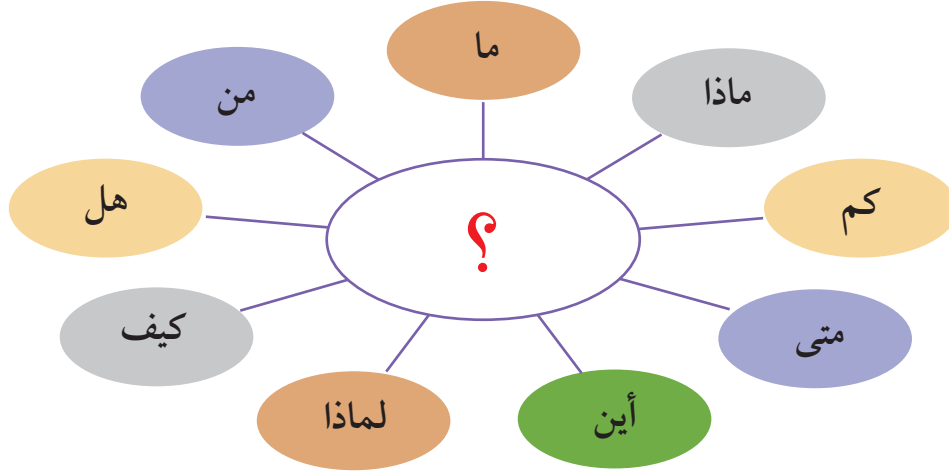 ما
ماذا
من
كم
هل
؟
متى
كيف
أين
لماذا